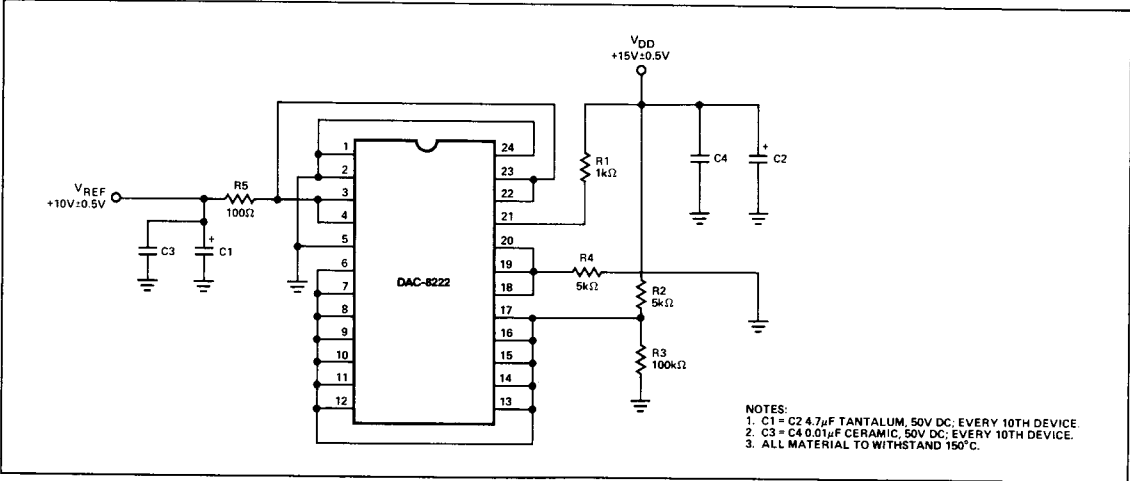 VDD
+15V±0.5V
VREF
+10V±0.5V
R5
100Ω
C3
C1
+
1
2
3
4
5
6
7
8
9
10
11
12
DAC-8222
24
23
22
21
20
19
18
17
16
15
14
13
R1
1kΩ
C4
C2
+
R4
5kΩ
R2
5kΩ
R3
100kΩ
NOTES:
1. C1 = C2 4.7μF TANTALUM, 50V DC; EVERY 10TH DEVICE.
2. C3 = C4 0.01μF CERAMIC, 50V DC; EVERY 10TH DEVICE.
3. ALL MATERIAL TO WITHSTAND 150°C.